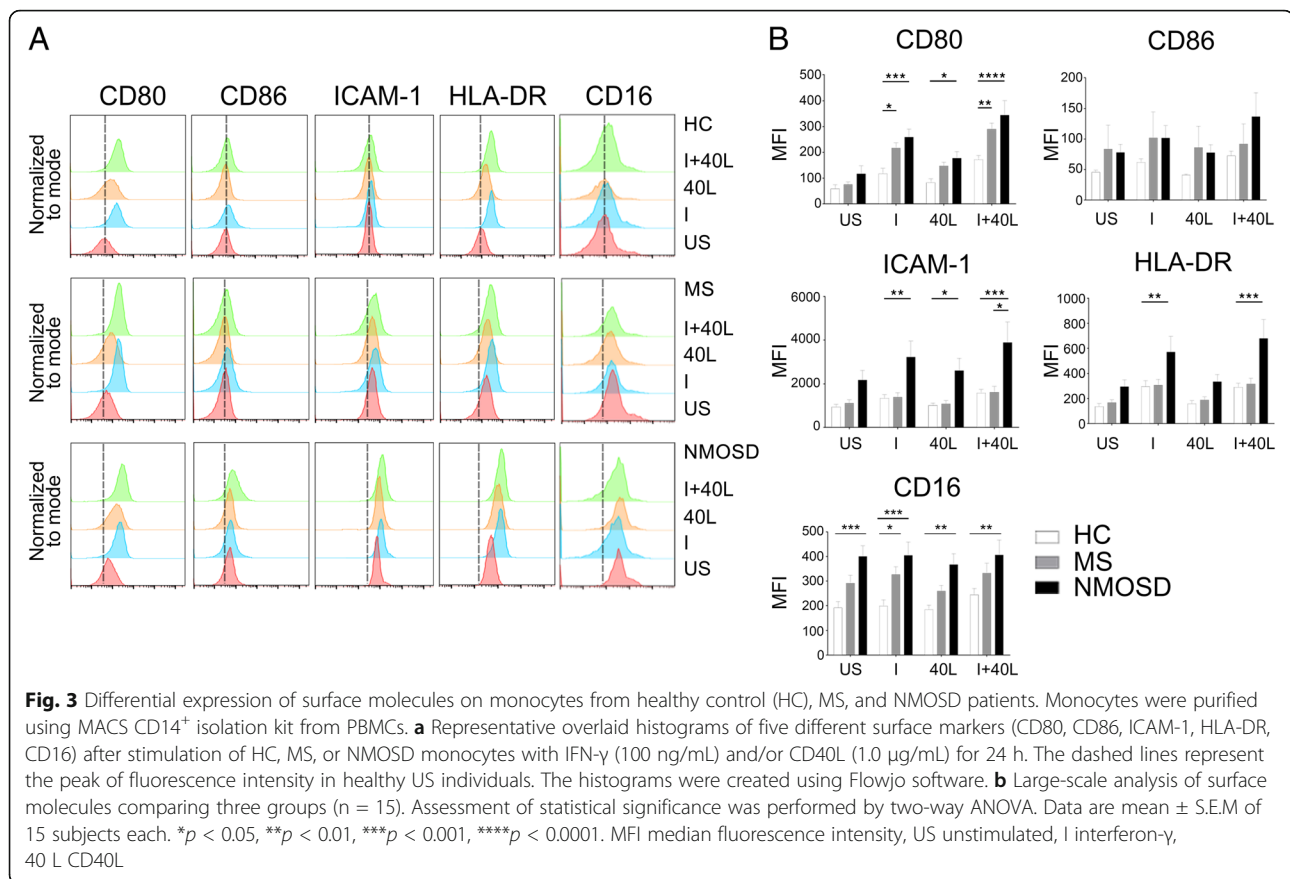 A
CD80 CD86 ICAM-1 HLA-DR CD16
Normalized to mode
HC
I+40L
40L
I
US
Normalized to mode
MS
I+40L
40L
I
US
Normalized to mode
NMOSD
I+40L
40L
I
US
B
CD80
MFI
500
400
300
200
100
0
*** * ****
* **
US I 40L I+40L
CD86
MFI
200
150
100
50
0
US I 40L I+40L
ICAM-1
MFI
6000
4000
2000
0
** * ***
*
US I 40L I+40L
HLA-DR
MFI
1000
800
600
400
200
0
** ***
US I 40L I+40L
CD16
MFI
500
400
300
200
100
0
*** *** ** **
*
US I 40L I+40L
HC
MS
NMOSD
Fig. 3 Differential expression of surface molecules on monocytes from healthy control (HC), MS, and NMOSD patients. Monocytes were purified
using MACS CD14+ isolation kit from PBMCs. a Representative overlaid histograms of five different surface markers (CD80, CD86, ICAM-1, HLA-DR,
CD16) after stimulation of HC, MS, or NMOSD monocytes with IFN-γ (100 ng/mL) and/or CD40L (1.0 μg/mL) for 24 h. The dashed lines represent
the peak of fluorescence intensity in healthy US individuals. The histograms were created using Flowjo software. b Large-scale analysis of surface
molecules comparing three groups (n = 15). Assessment of statistical significance was performed by two-way ANOVA. Data are mean ± S.E.M of
15 subjects each. *p < 0.05, **p < 0.01, ***p < 0.001, ****p < 0.0001. MFI median fluorescence intensity, US unstimulated, I interferon-γ,
40 L CD40L